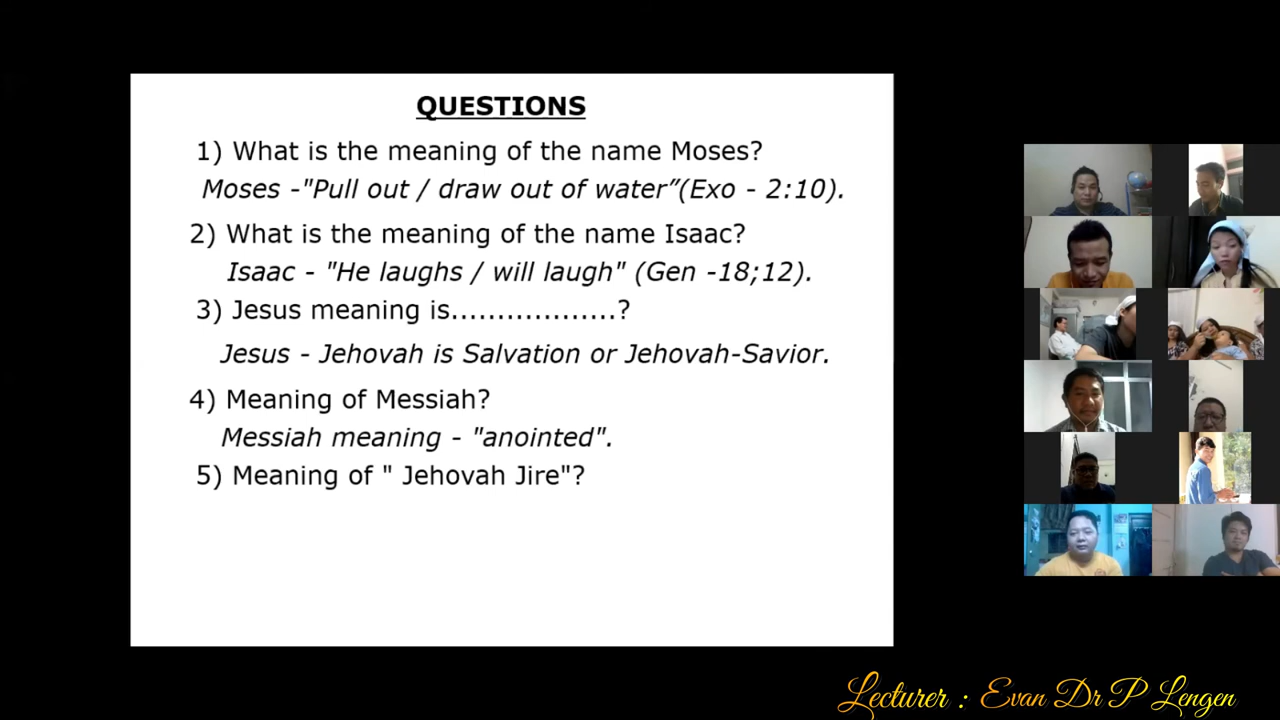 QUESTIONS
1) What is the meaning of the name Moses?
Moses -"Pull out / draw out of water”(Exo - 2:10).
2) What is the meaning of the name Isaac?
Isaac - "He laughs / will laugh" (Gen -18;12).
3) Jesus meaning is..................?
Jesus - Jehovah is Salvation or Jehovah-Savior.
4) Meaning of Messiah?
Messiah meaning - "anointed".
5) Meaning of " Jehovah Jire"?
Lecturer : Evan Dr P Lengen